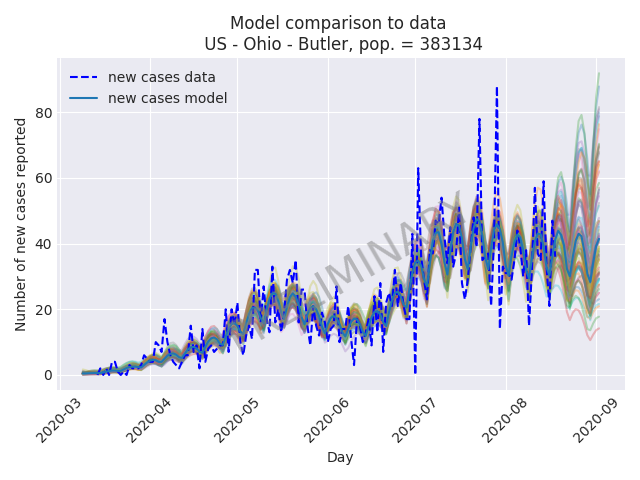 Model comparison to data
US - Ohio - Butler, pop. = 383134
new cases data
new cases model
Number of new cases reported
80
60
40
20
0
PRELIMINARY
2020-03
2020-04
2020-05
2020-06
2020-07
2020-08
2020-09
Day